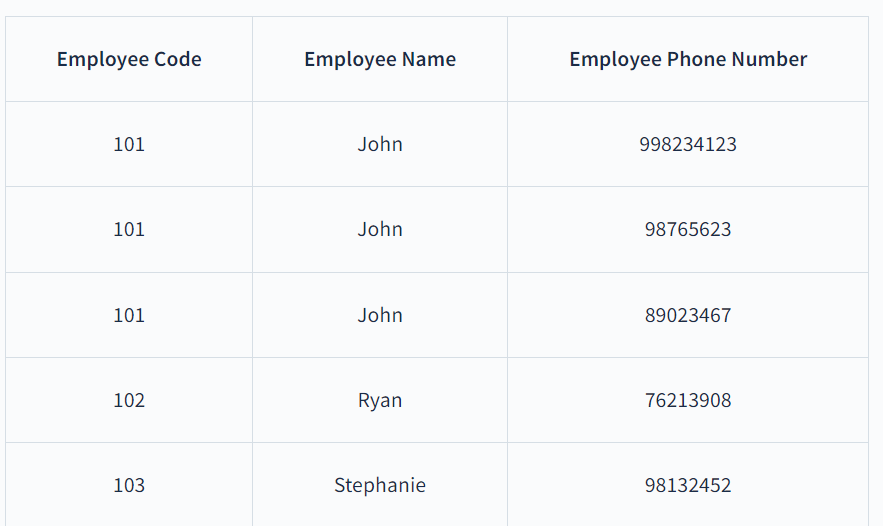 Employee Code Employee Name Employee Phone Number
101 John 998234123
101 John 98765623
101 John 89023467
102 Ryan 76213908
103 Stephanie 98132452